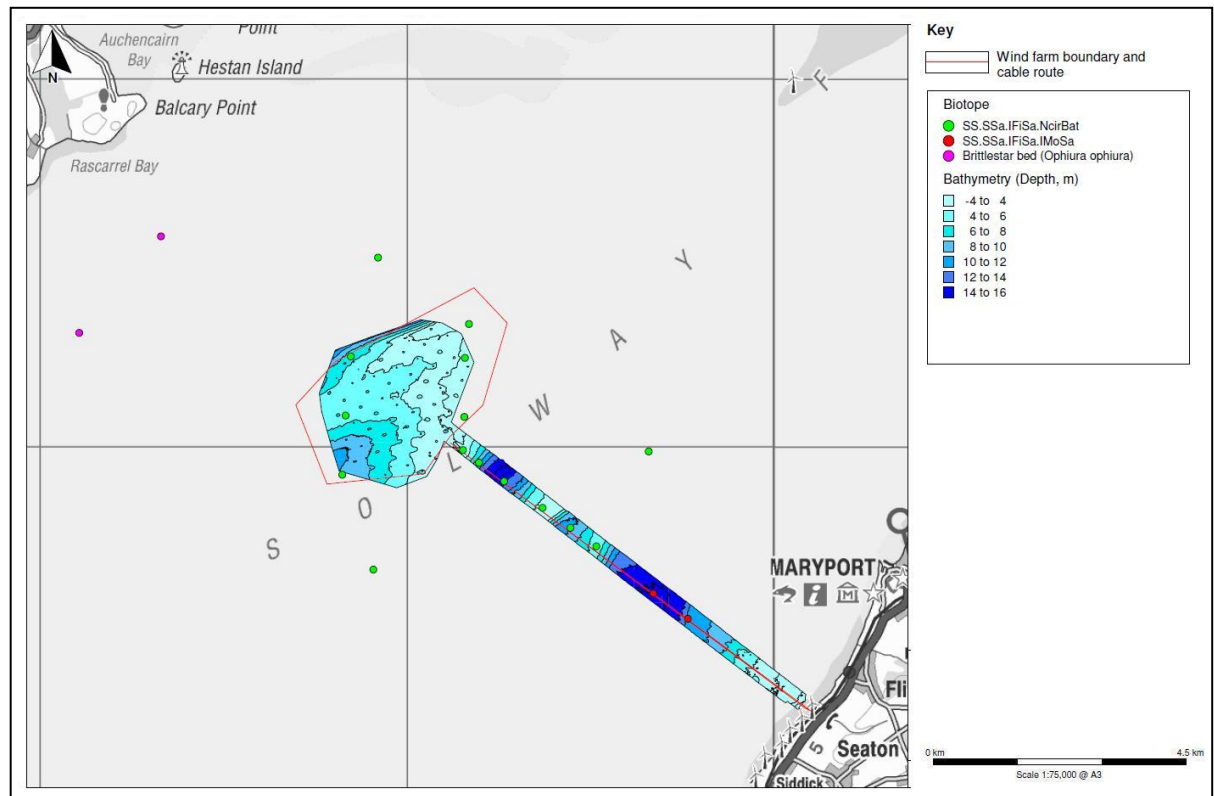 Point
Auchencairn
Bay
Hestan Island
N
Balcary Point
Rascarrel Bay
F
Y
A
W
L
O
S
MARYPORT
i
M
Fli
5
Seaton
Siddick
Key
Wind farm boundary and
cable route
Biotope
SS.SSa.IFiSa.NcirBat
SS.SSa.IFiSa.IMoSa
Brittlestar bed (Ophiura ophiura)
Bathymetry (Depth, m)
-4 to 4
4 to 6
6 to 8
8 to 10
10 to 12
12 to 14
14 to 16
0 km
4.5 km
Scale 1:75,000 @ A3